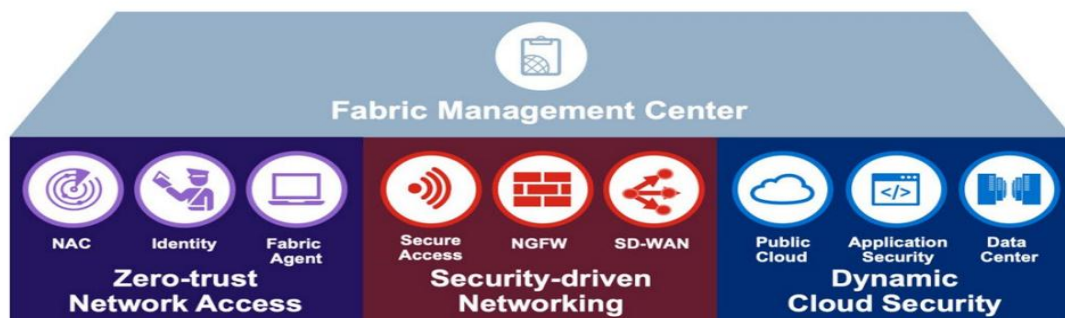 Fabric Management Center
NAC
Identity
Fabric
Agent
Zero-trust
Network Access
Secure
Access
NGFW
SD-WAN
Security-driven
Networking
Public
Cloud
Application
Security
Data
Center
Dynamic
Cloud Security